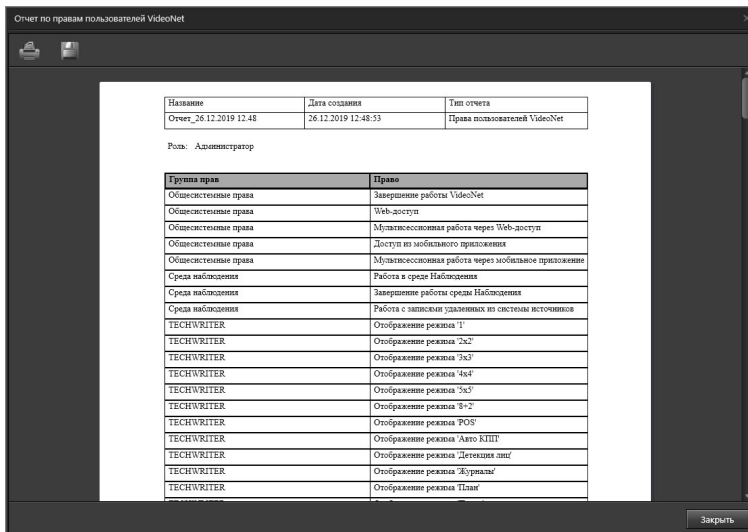 Отчет по правам пользователей VideoNet
Название Дата создания Тип отчета
Отчет_26.12.2019 12.48 26.12.2019 12:48:53 Права пользователей VideoNet
Роль: Администратор
Группа прав Право
Общесистемные права Завершение работы VideoNet
Общесистемные права Web-доступ
Общесистемные права Мультисессионная работа через Web-доступ
Общесистемные права Доступ из мобильного приложения
Общесистемные права Мультисессионная работа через мобильное приложение
Среда наблюдения Работа в среде Наблюдения
Среда наблюдения Завершение работы среды Наблюдения
Среда наблюдения Работа с записями удаленных из системы источников
TECHWRITER Отображение режима '1'
TECHWRITER Отображение режима '2x2'
TECHWRITER Отображение режима '3x3'
TECHWRITER Отображение режима '4x4'
TECHWRITER Отображение режима '5x5'
TECHWRITER Отображение режима '8+2'
TECHWRITER Отображение режима 'POS'
TECHWRITER Отображение режима 'Авто КПП'
TECHWRITER Отображение режима 'Детекция лиц'
TECHWRITER Отображение режима 'Журналы'
TECHWRITER Отображение режима 'План'
Закрыть